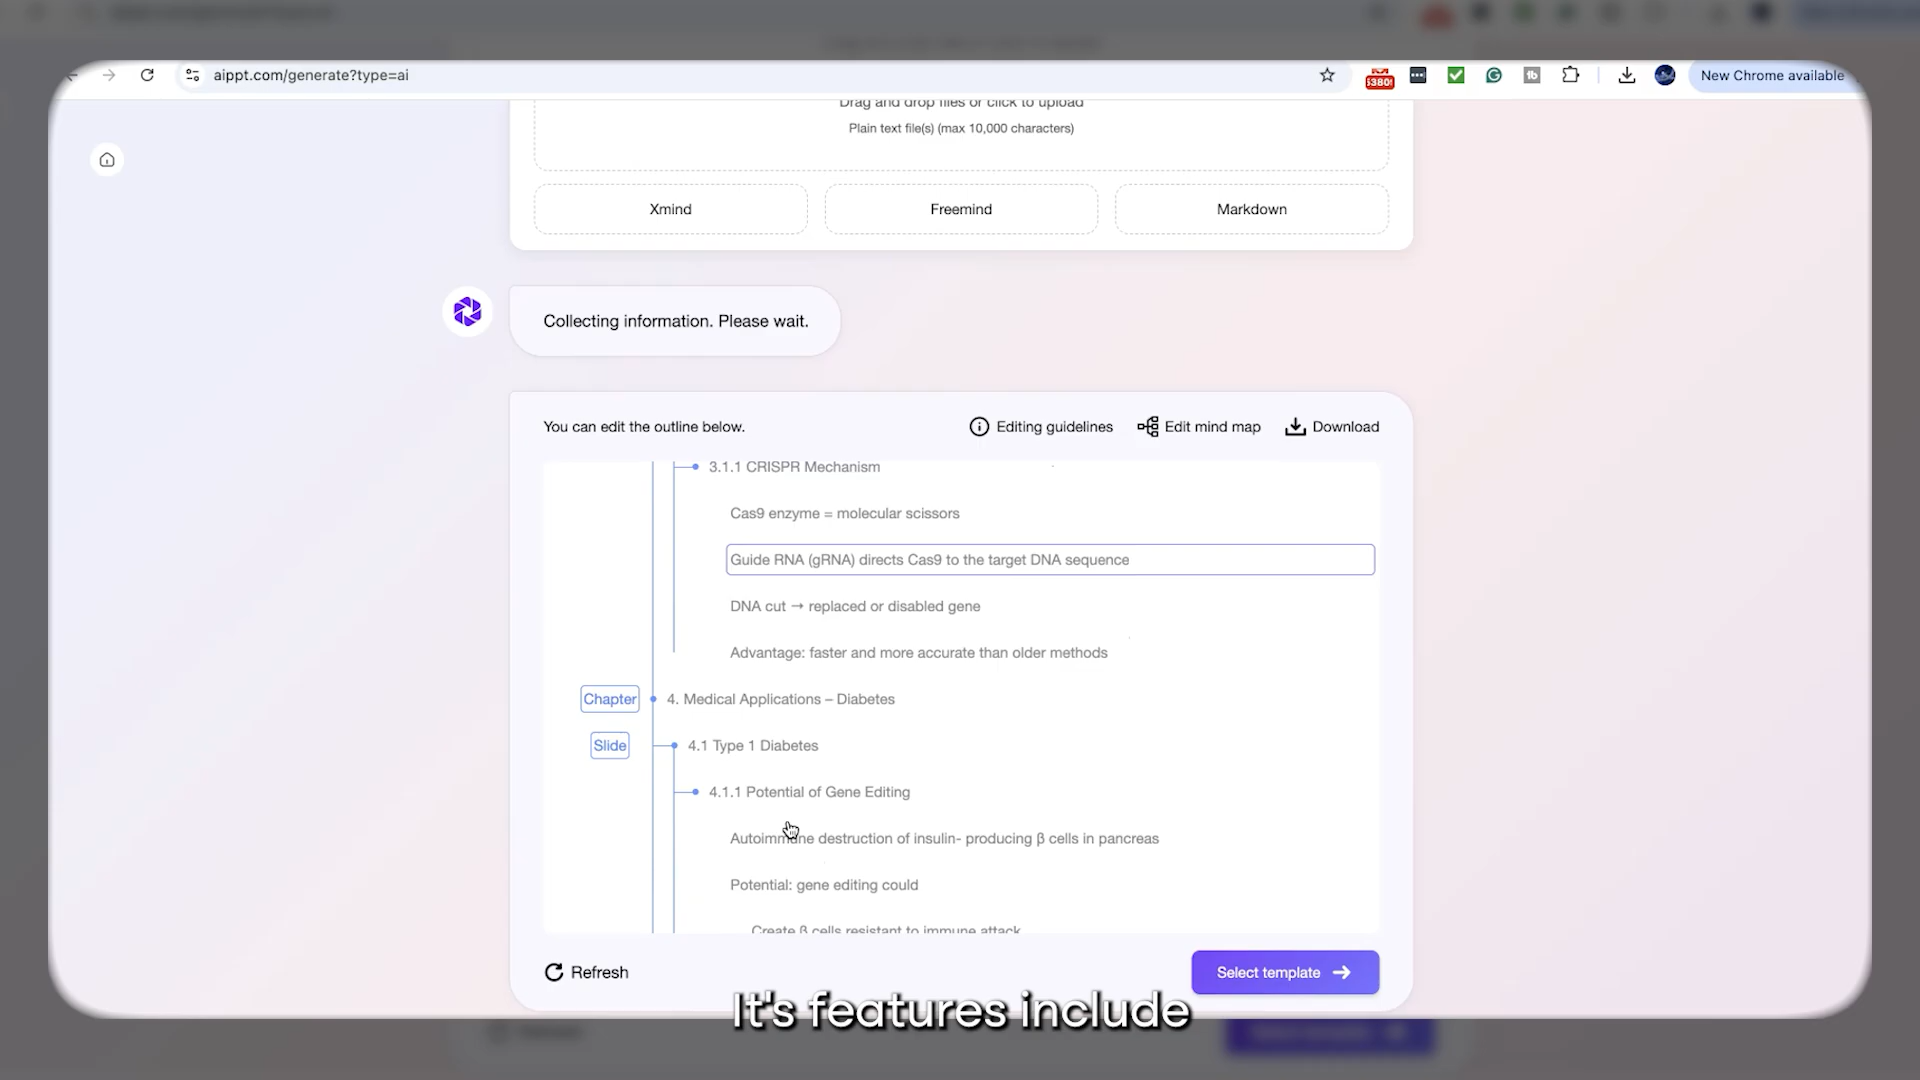 aippt.com/generate?type=ai
$380!
New Chrome available
Drag and drop files or click to upload
Plain text file(s) (max 10,000 characters)
Xmind
Freemind
Markdown
Collecting information. Please wait.
You can edit the outline below.
Editing guidelines
Edit mind map
Download
3.1.1 CRISPR Mechanism
Cas9 enzyme = molecular scissors
Guide RNA (gRNA) directs Cas9 to the target DNA sequence
DNA cut → replaced or disabled gene
Advantage: faster and more accurate than older methods
Chapter
4. Medical Applications – Diabetes
Slide
4.1 Type 1 Diabetes
4.1.1 Potential of Gene Editing
Autoimmune destruction of insulin- producing β cells in pancreas
Potential: gene editing could
Create β cells resistant to immune attack
Refresh
Select template
It's features include